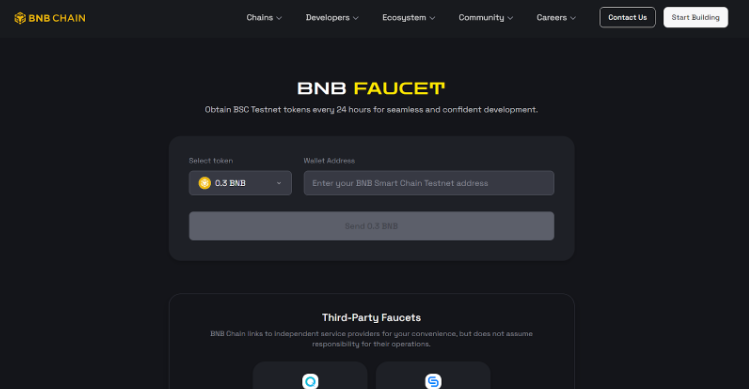 BNB CHAIN Chains Developers Ecosystem Community Careers Contact Us Start Building
BNB FAUCET
Obtain BSC Testnet tokens every 24 hours for seamless and confident development.
Select token Wallet Address
0.3 BNB Enter your BNB Smart Chain Testnet address
Send 0.3 BNB
Third-Party Faucets
BNB Chain links to independent service providers for your convenience, but does not assume
responsibility for their operations.